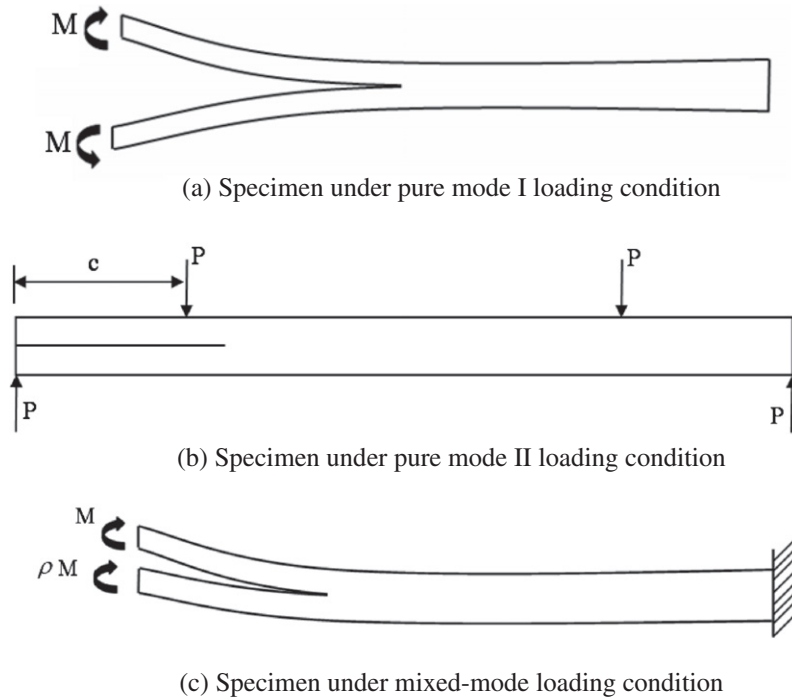 M
M
(a) Specimen under pure mode I loading condition
c
P
P
P
P
(b) Specimen under pure mode II loading condition
M
ρ M
(c) Specimen under mixed-mode loading condition